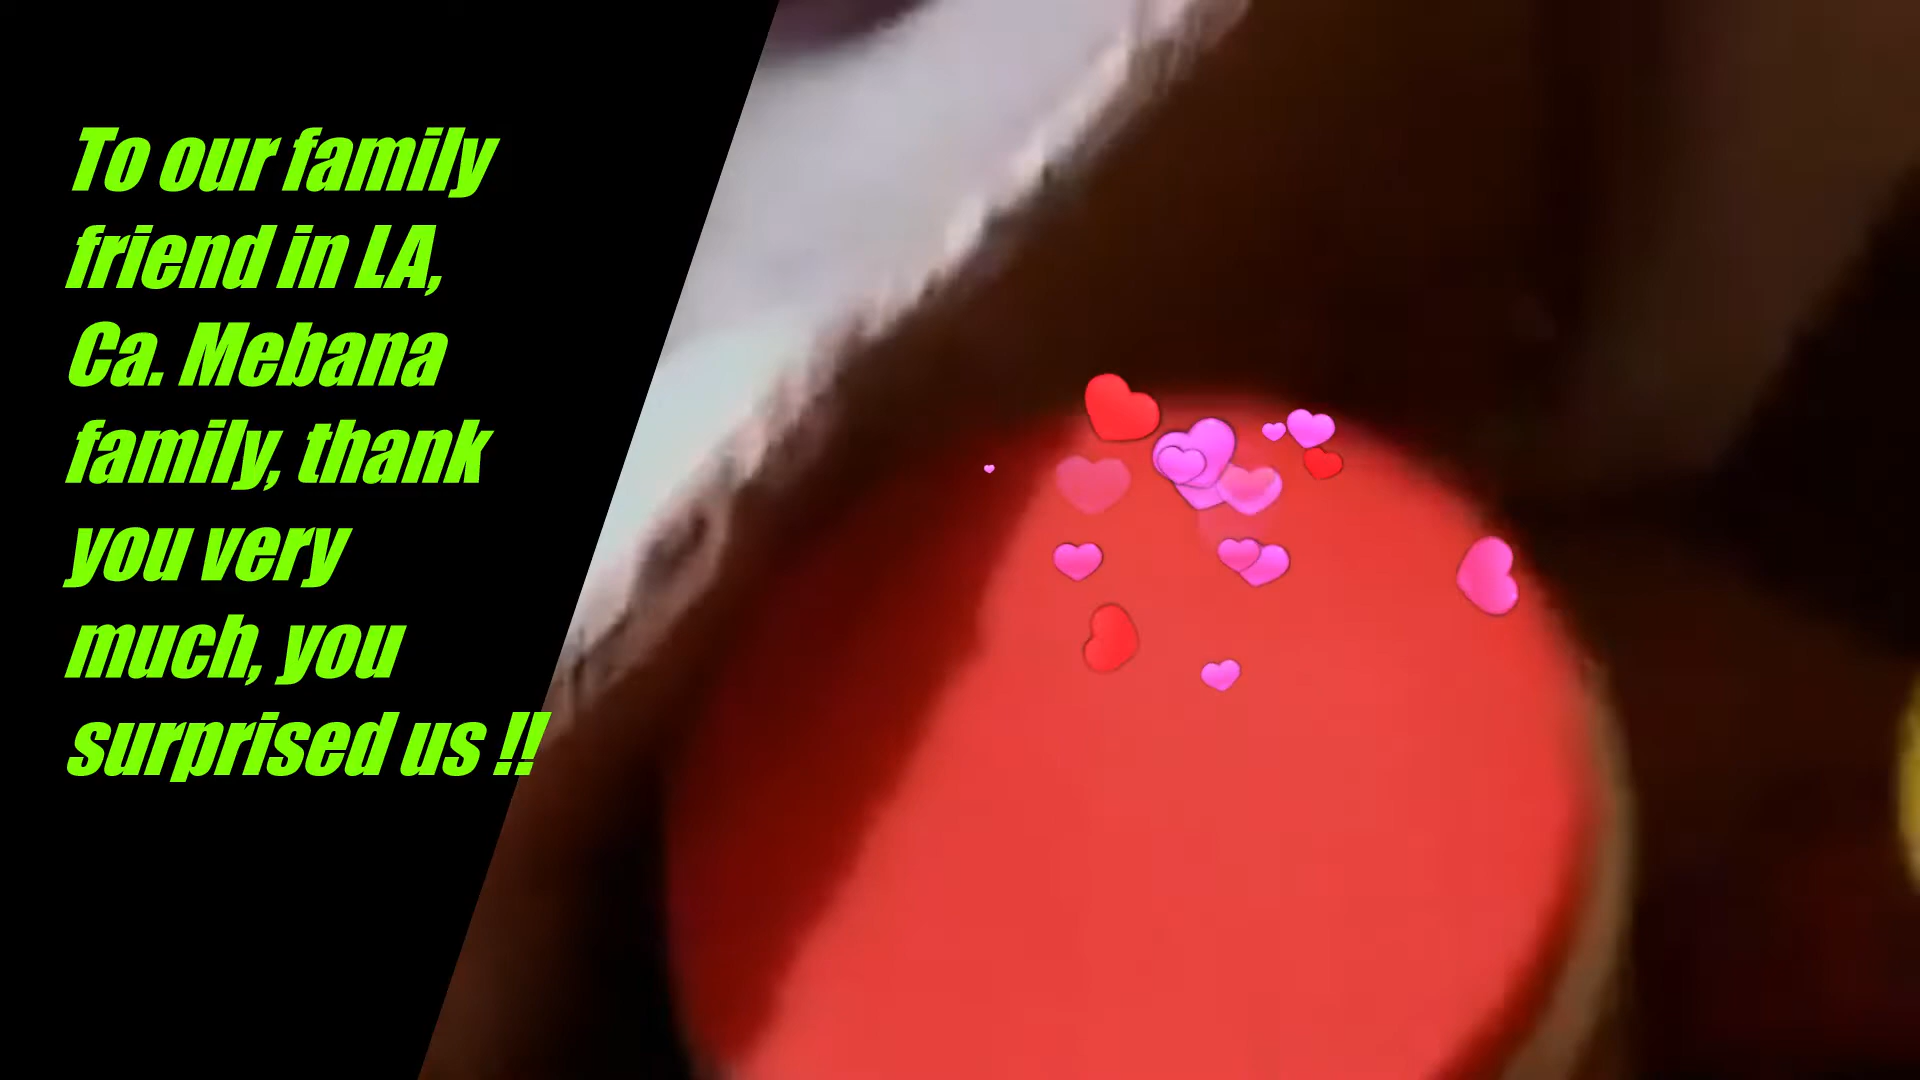 To our family
friend in LA,
Ca. Mebana
family, thank
you very
much, you
surprised us !!